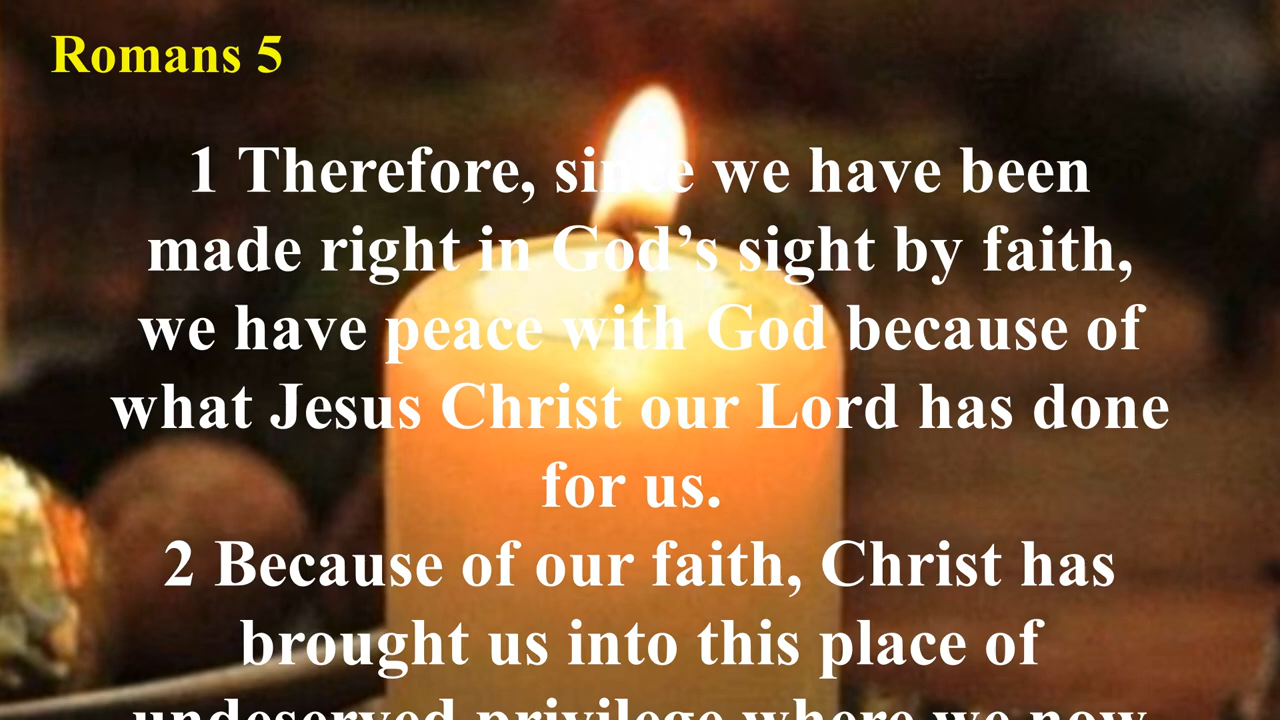 Romans 5
1 Therefore, since we have been
made right in God’s sight by faith,
we have peace with God because of
what Jesus Christ our Lord has done
for us.
2 Because of our faith, Christ has
brought us into this place of
undeserved privilege where we now